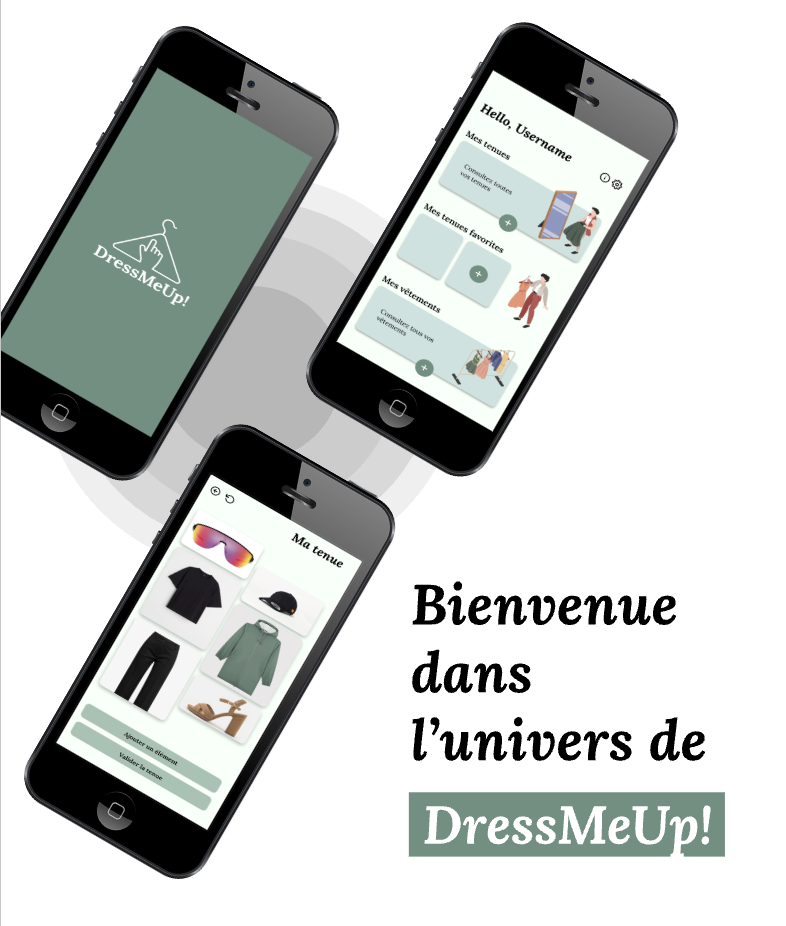 DressMeUp!
Hello, Username
Mes tenues
Consultez toutes
vos tenues
Mes tenues favorites
Mes vêtements
Consultez tous vos
vêtements
Ma tenue
Ajouter un élément
Valider la tenue
Bienvenue
dans
l’univers de
DressMeUp!